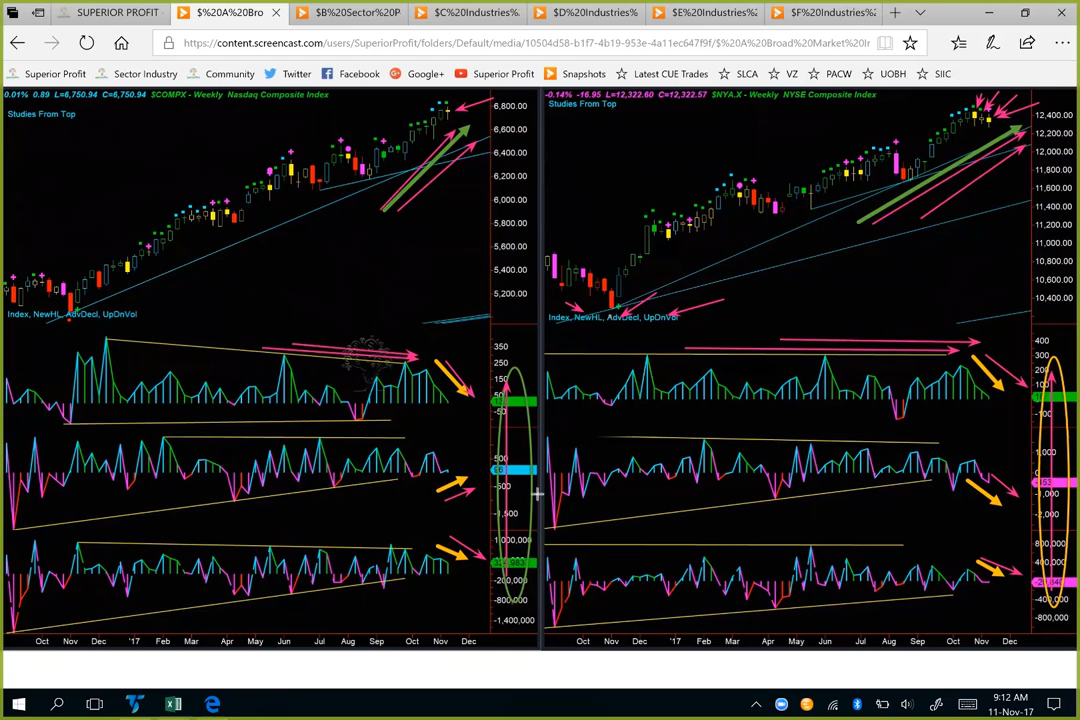 SUPERIOR PROFIT
$%20A%20Bro
$B%20Sector%20P
$C%20Industries%
$D%20Industries%
$E%20Industries%2
$F%20Industries%2
https://content.screencast.com/users/SuperiorProfit/folders/Default/media/10504d58-b1f7-4b19-953e-4a11ec647f9f/$%20A%20Broad%20Market%20Ir
Superior Profit
Sector Industry
Community
Twitter
Facebook
Google+
Superior Profit
Snapshots
Latest CUE Trades
SLCA
VZ
PACW
UOBH
SIIC
0.01% 0.89 L=6,750.94 C=6,750.94 $COMPX - Weekly Nasdaq Composite Index
Studies From Top
6,800.00
6,600.00
6,400.00
6,200.00
6,000.00
5,800.00
5,600.00
5,400.00
5,200.00
Index, NewHL, AdvDecl, UpDnVol
350
250
150
50
-50
500
-500
-1,500
1,000,000
-200,000
-800,000
-1,400,000
Oct Nov Dec '17 Feb Mar Apr May Jun Jul Aug Sep Oct Nov Dec
-0.14% -16.95 L=12,322.60 C=12,322.57 $NYA.X - Weekly NYSE Composite Index
Studies From Top
12,400.00
12,200.00
12,000.00
11,800.00
11,600.00
11,400.00
11,200.00
11,000.00
10,800.00
10,600.00
10,400.00
Index, NewHL, AdvDecl, UpDnVol
400
300
200
100
-100
1,000
-1,000
-2,000
800,000
400,000
-400,000
-800,000
Oct Nov Dec '17 Feb Mar Apr May Jun Jul Aug Sep Oct Nov Dec
9:12 AM
11-Nov-17